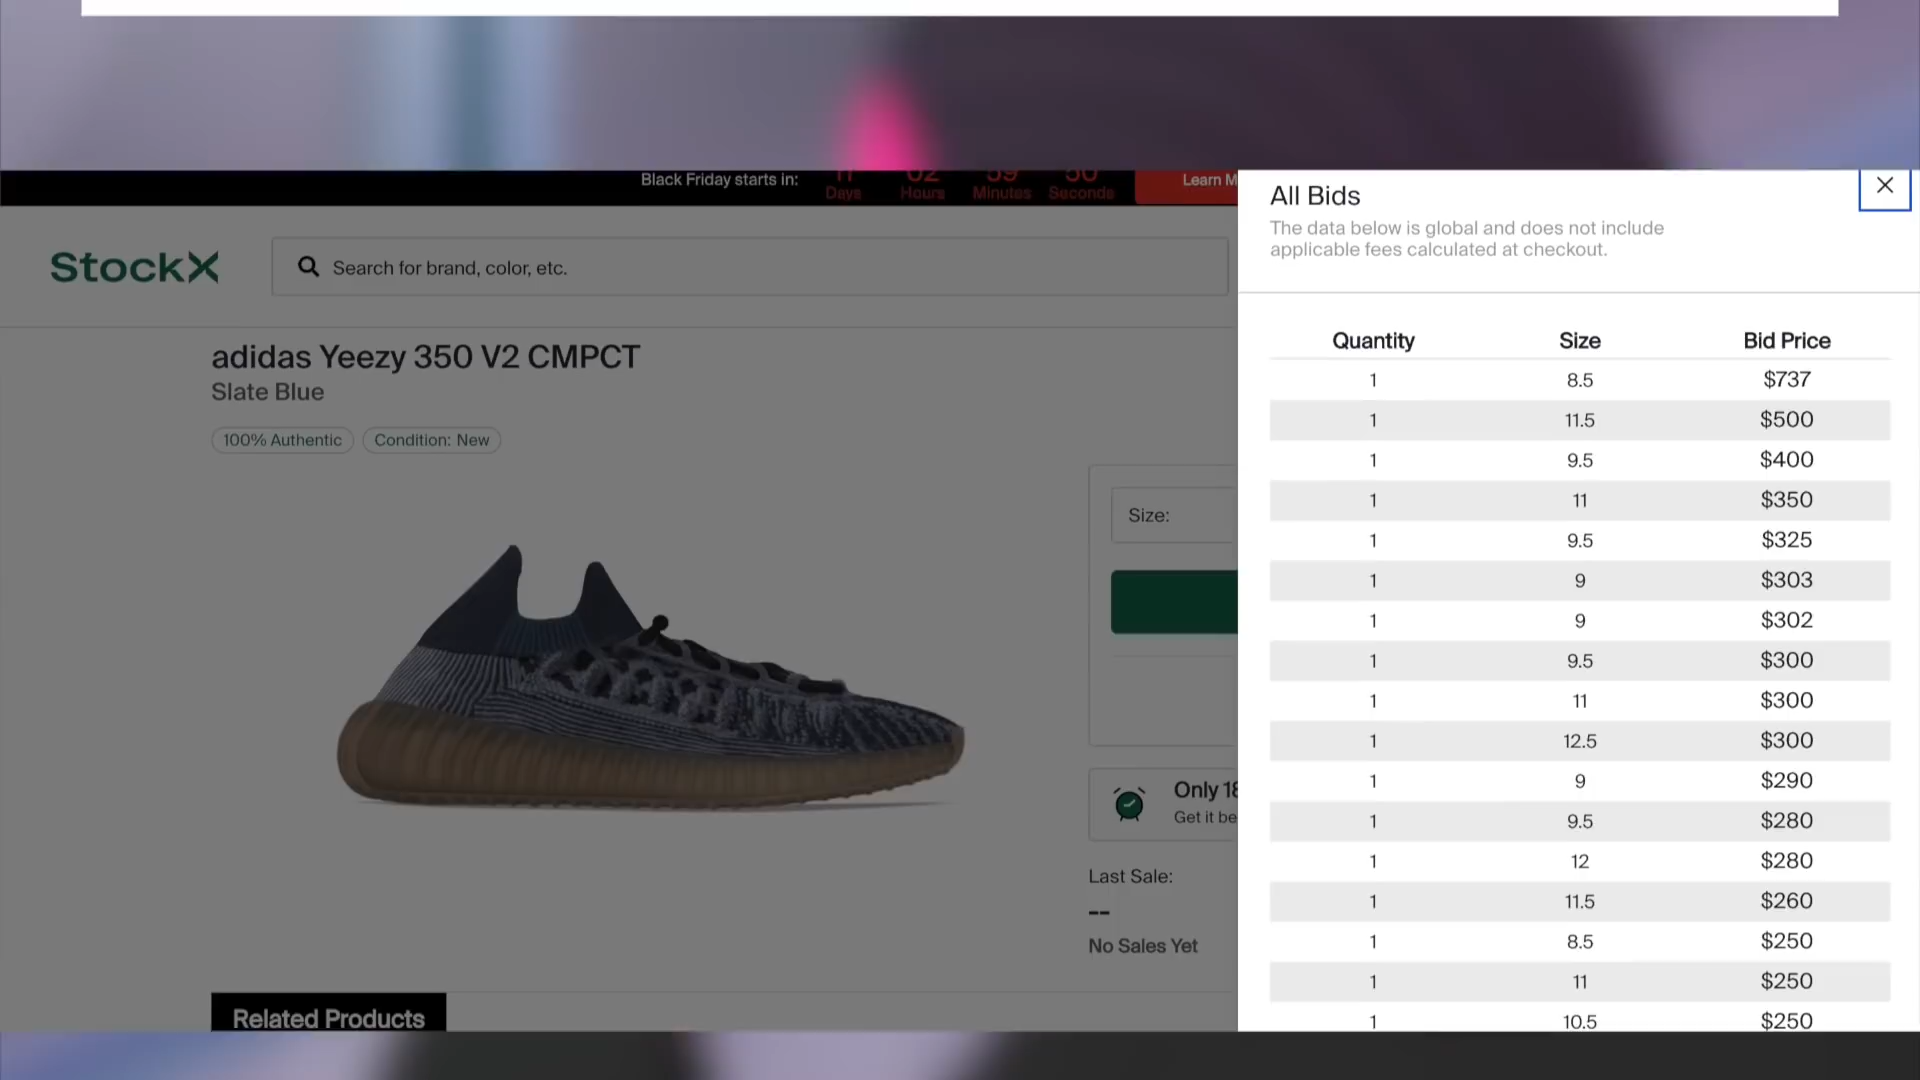 Black Friday starts in:
Days Hours Minutes Seconds
Learn
StockX
Search for brand, color, etc.
adidas Yeezy 350 V2 CMPCT
Slate Blue
100% Authentic
Condition: New
Size:
Only
Get it
Last Sale:
--
No Sales Yet
Related Products
All Bids
The data below is global and does not include
applicable fees calculated at checkout.
Quantity Size Bid Price
1 8.5 $737
1 11.5 $500
1 9.5 $400
1 11 $350
1 9.5 $325
1 9 $303
1 9 $302
1 9.5 $300
1 11 $300
1 12.5 $300
1 9 $290
1 9.5 $280
1 12 $280
1 11.5 $260
1 8.5 $250
1 11 $250
1 10.5 $250